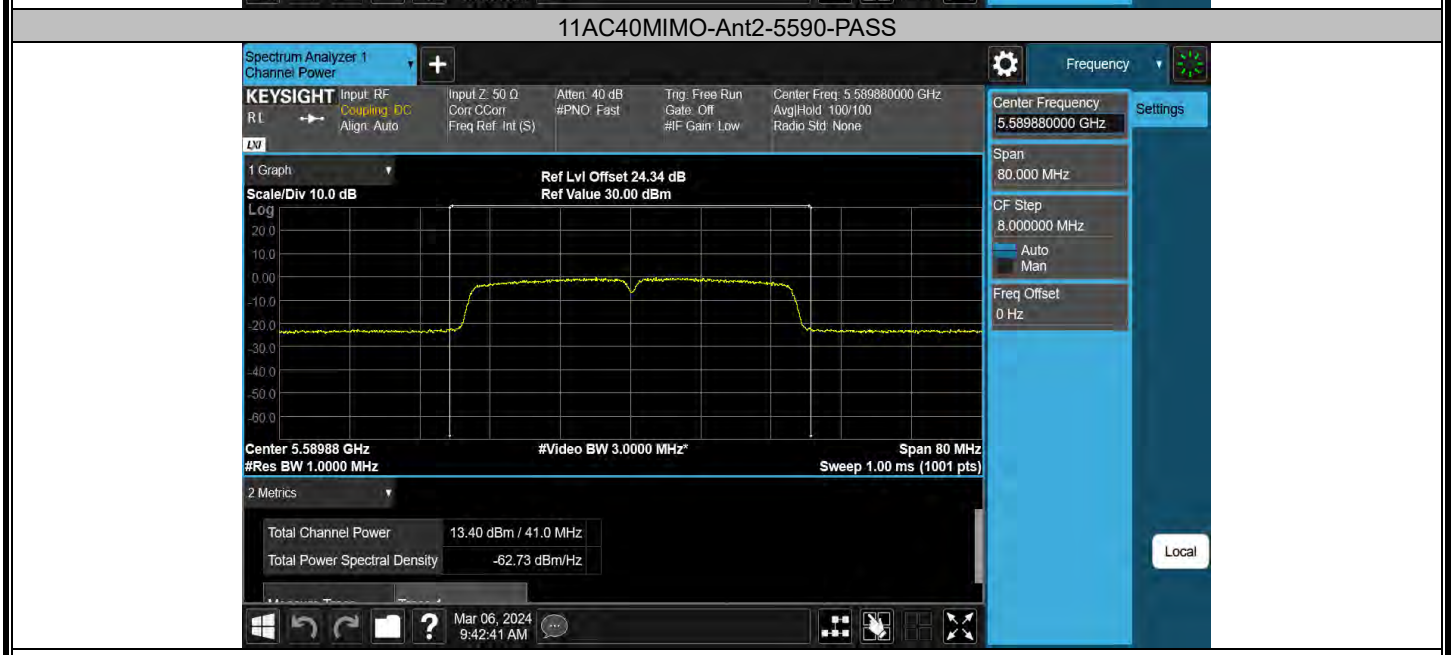 11AC40MIMO-Ant2-5590-PASS
Spectrum Analyzer 1
Channel Power
+
Frequency
KEYSIGHT
RL
LXI
Input: RF
Coupling: DC
Align: Auto
Input Z: 50 Ω
Corr CCorr
Freq Ref: Int (S)
Atten: 40 dB
#PNO: Fast
Trig: Free Run
Gate: Off
#IF Gain: Low
Center Freq: 5.589880000 GHz
Avg|Hold: 100/100
Radio Std: None
Center Frequency
5.589880000 GHz
Settings
Span
80.000 MHz
CF Step
8.000000 MHz
Auto
Man
Freq Offset
0 Hz
Local
1 Graph
Ref Lvl Offset 24.34 dB
Scale/Div 10.0 dB
Ref Value 30.00 dBm
Log
20.0
10.0
0.00
-10.0
-20.0
-30.0
-40.0
-50.0
-60.0
Center 5.58988 GHz
#Video BW 3.0000 MHz*
Span 80 MHz
#Res BW 1.0000 MHz
Sweep 1.00 ms (1001 pts)
2 Metrics
Total Channel Power 13.40 dBm / 41.0 MHz
Total Power Spectral Density -62.73 dBm/Hz
?
Mar 06, 2024
9:42:41 AM